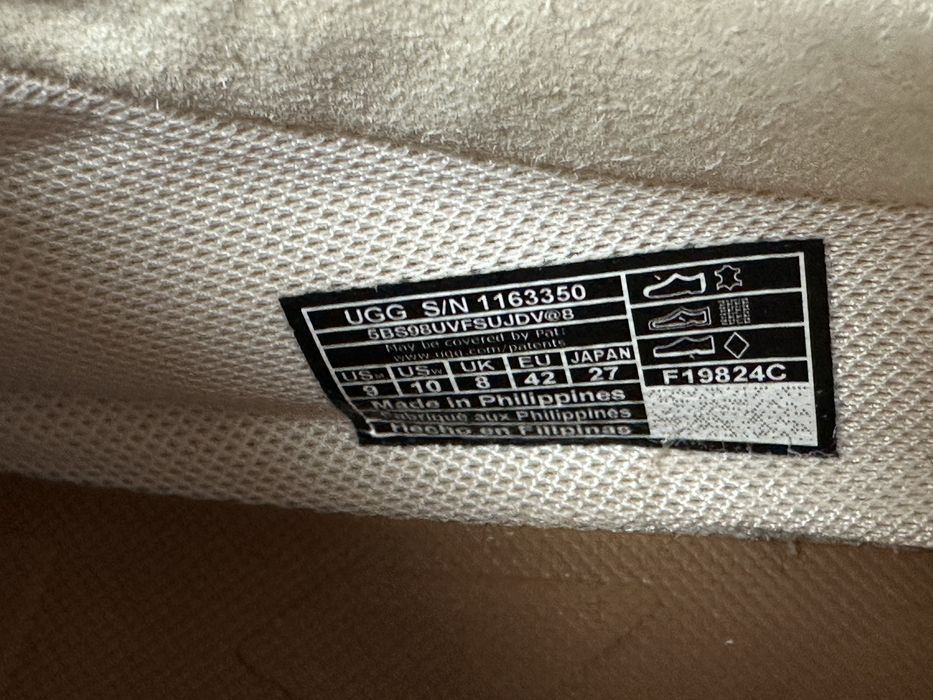 UGG S/N 1163350
5BS98UVFSUJDV@8
May be covered by Pat:
www.ugg.com/patents
USM USW UK EU JAPAN
9 10 8 42 27
Made In Philippines
Fabriqué aux Philippines
Hecho en Filipinas
F19824C